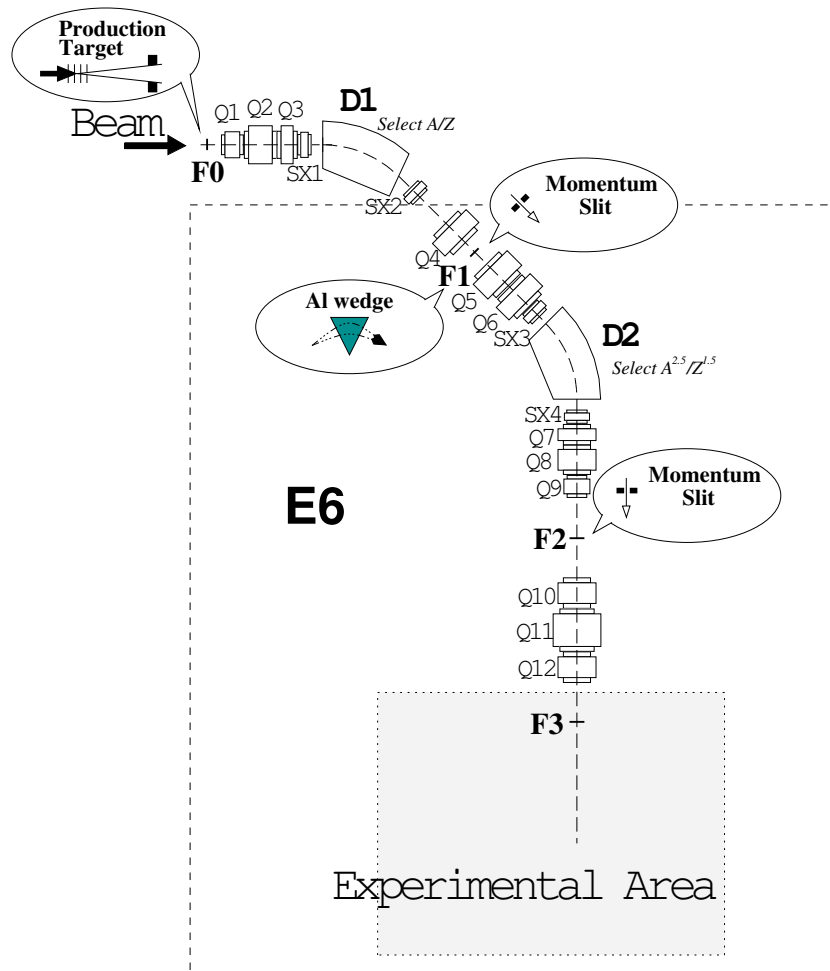 Production
Target
Beam
F0
Q1
Q2
Q3
SX1
D1
Select A/Z
SX2
Momentum
Slit
Q4
F1
Q5
Q6
SX3
Al wedge
D2
Select A^2.5/Z^1.5
SX4
Q7
Q8
Q9
Momentum
Slit
E6
F2
Q10
Q11
Q12
F3
Experimental Area